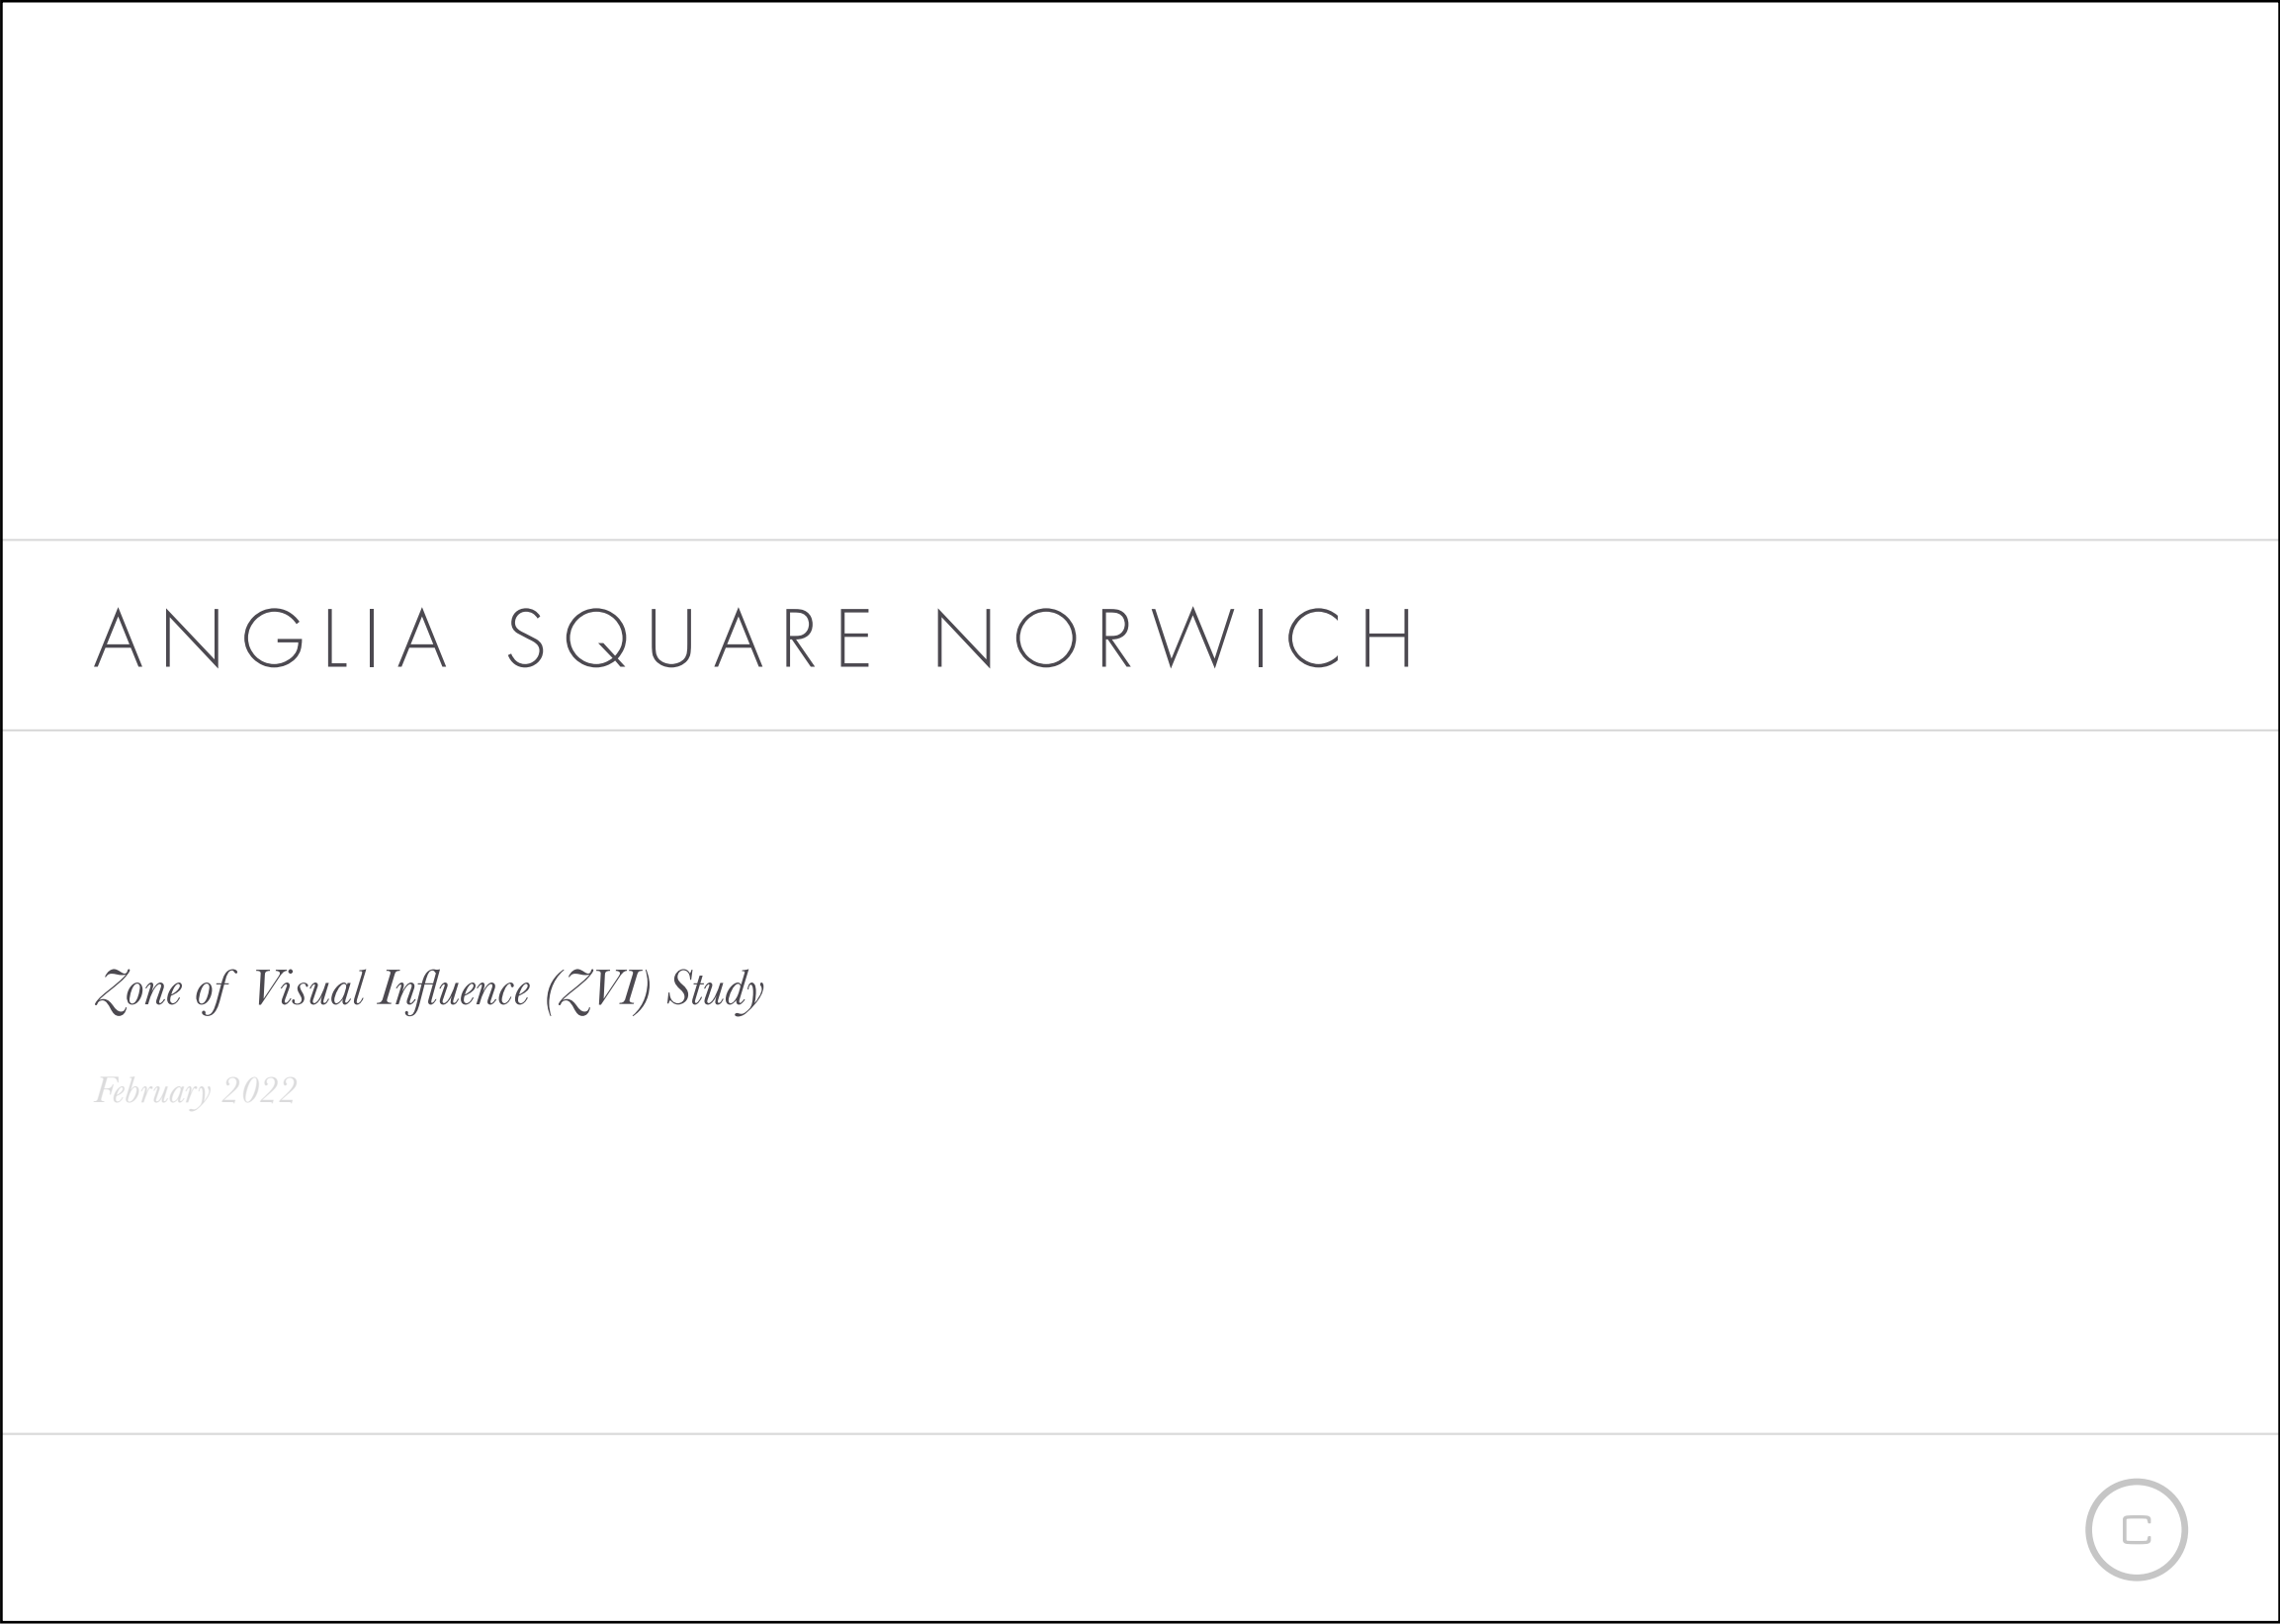 ANGLIA SQUARE NORWICH
Zone of Visual Influence (ZVI) Study
February 2022
C